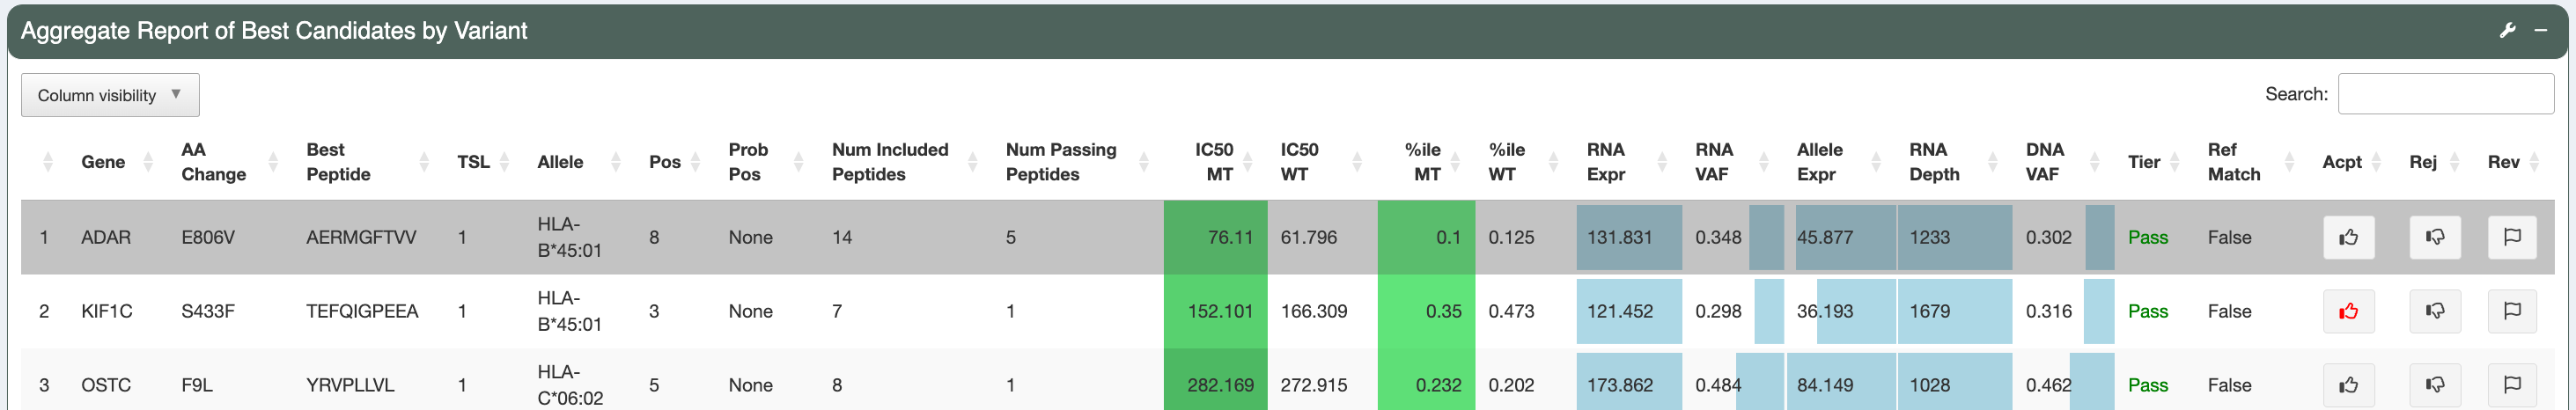 Aggregate Report of Best Candidates by Variant
Column visibility
Search:
Gene AA Change Best Peptide TSL Allele Pos Prob Pos Num Included Peptides Num Passing Peptides IC50 MT IC50 WT %ile MT %ile WT RNA Expr RNA VAF Allele Expr RNA Depth DNA VAF Tier Ref Match Acpt Rej Rev
1 ADAR E806V AERMGFTVV 1 HLA-B*45:01 8 None 14 5 76.11 61.796 0.1 0.125 131.831 0.348 45.877 1233 0.302 Pass False
2 KIF1C S433F TEFQIGPEEA 1 HLA-B*45:01 3 None 7 1 152.101 166.309 0.35 0.473 121.452 0.298 36.193 1679 0.316 Pass False
3 OSTC F9L YRVPLLVL 1 HLA-C*06:02 5 None 8 1 282.169 272.915 0.232 0.202 173.862 0.484 84.149 1028 0.462 Pass False